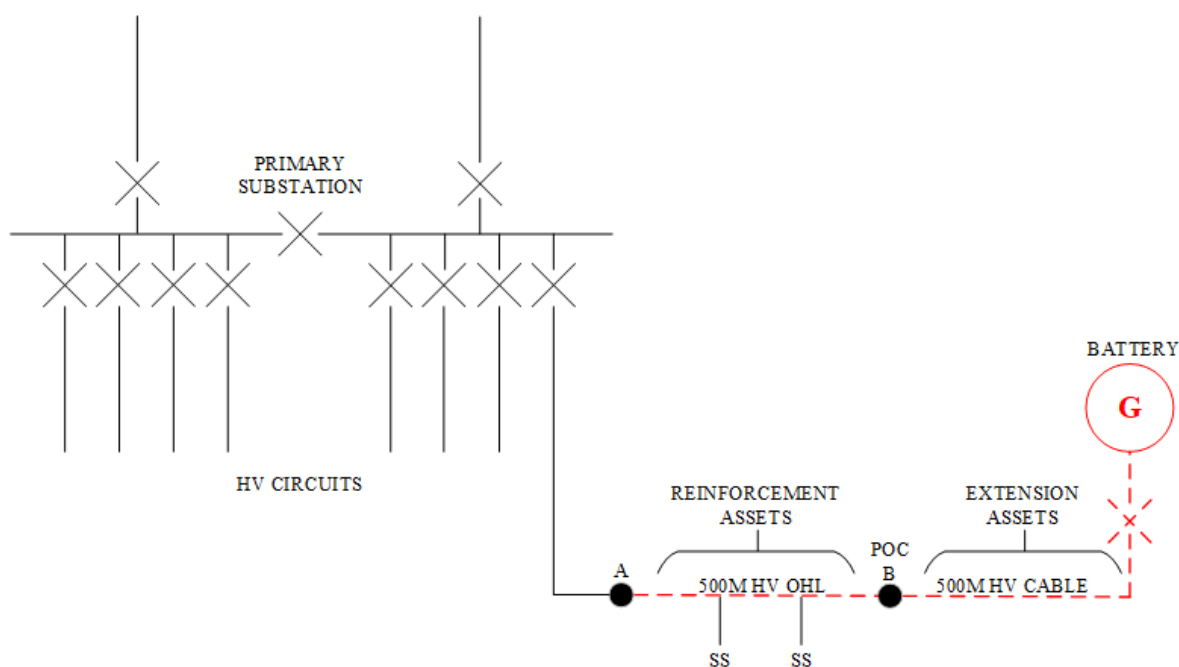 PRIMARY
SUBSTATION
HV CIRCUITS
BATTERY
G
REINFORCEMENT
ASSETS
EXTENSION
ASSETS
A
POC
B
500M HV OHL
500M HV CABLE
SS
SS